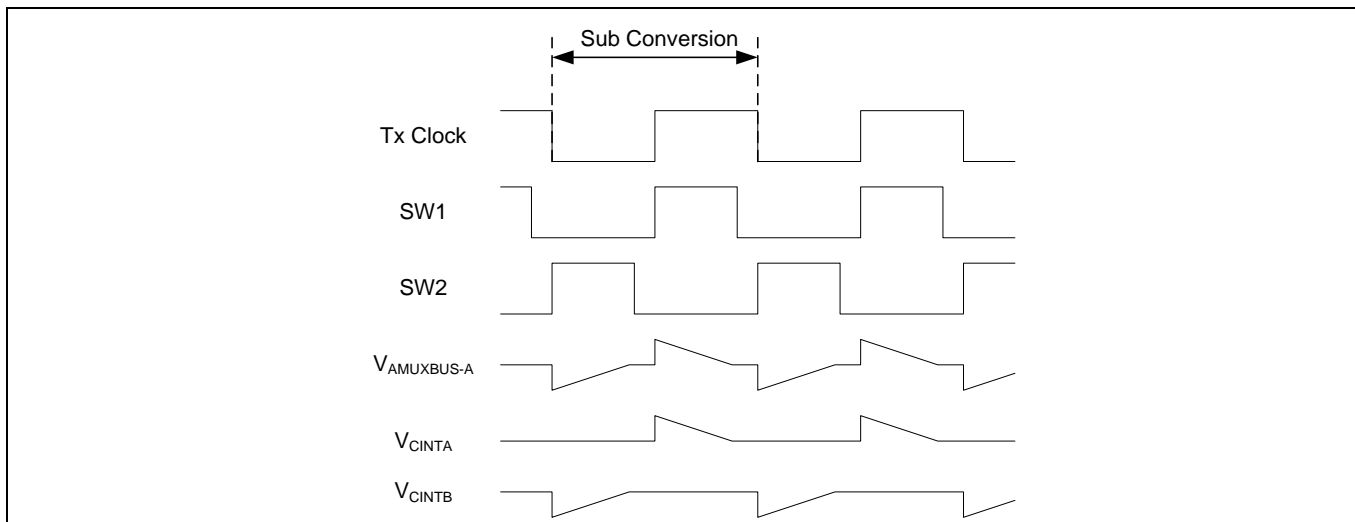 Sub Conversion
Tx Clock
SW1
SW2
VAMUXBUS-A
VCINTA
VCINTB